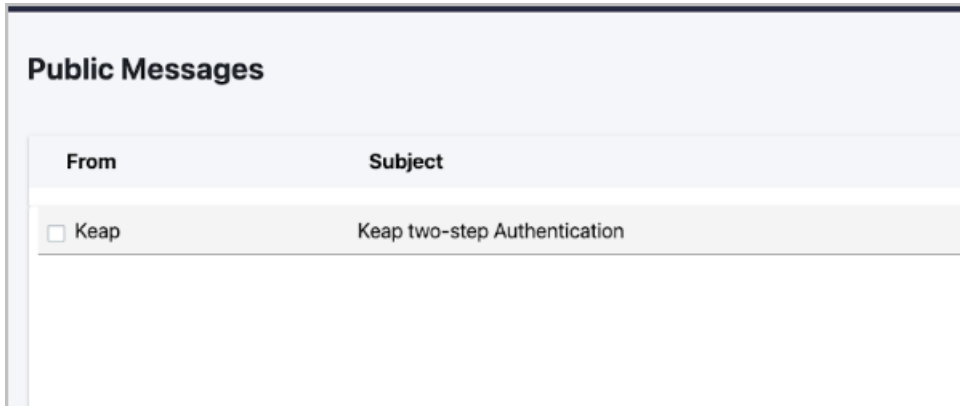 Public Messages
From Subject
Keap Keap two-step Authentication